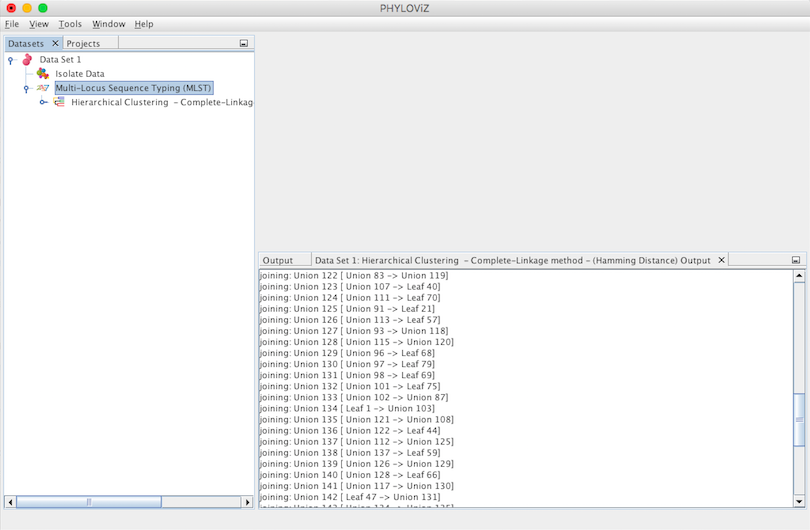 PHYLOViZ
File View Tools Window Help
Datasets Projects
Data Set 1
Isolate Data
Multi-Locus Sequence Typing (MLST)
Hierarchical Clustering - Complete-Linkag
Output Data Set 1: Hierarchical Clustering - Complete-Linkage method - (Hamming Distance) Output
joining: Union 122 [ Union 83 -> Union 119]
joining: Union 123 [ Union 107 -> Leaf 40]
joining: Union 124 [ Union 111 -> Leaf 70]
joining: Union 125 [ Union 91 -> Leaf 21]
joining: Union 126 [ Union 113 -> Leaf 57]
joining: Union 127 [ Union 93 -> Union 118]
joining: Union 128 [ Union 115 -> Union 120]
joining: Union 129 [ Union 96 -> Leaf 68]
joining: Union 130 [ Union 97 -> Leaf 79]
joining: Union 131 [ Union 98 -> Leaf 69]
joining: Union 132 [ Union 101 -> Leaf 75]
joining: Union 133 [ Union 102 -> Union 87]
joining: Union 134 [ Leaf 1 -> Union 103]
joining: Union 135 [ Union 121 -> Union 108]
joining: Union 136 [ Union 122 -> Leaf 44]
joining: Union 137 [ Union 112 -> Union 125]
joining: Union 138 [ Union 137 -> Leaf 59]
joining: Union 139 [ Union 126 -> Union 129]
joining: Union 140 [ Union 128 -> Leaf 66]
joining: Union 141 [ Union 117 -> Union 130]
joining: Union 142 [ Leaf 47 -> Union 131]